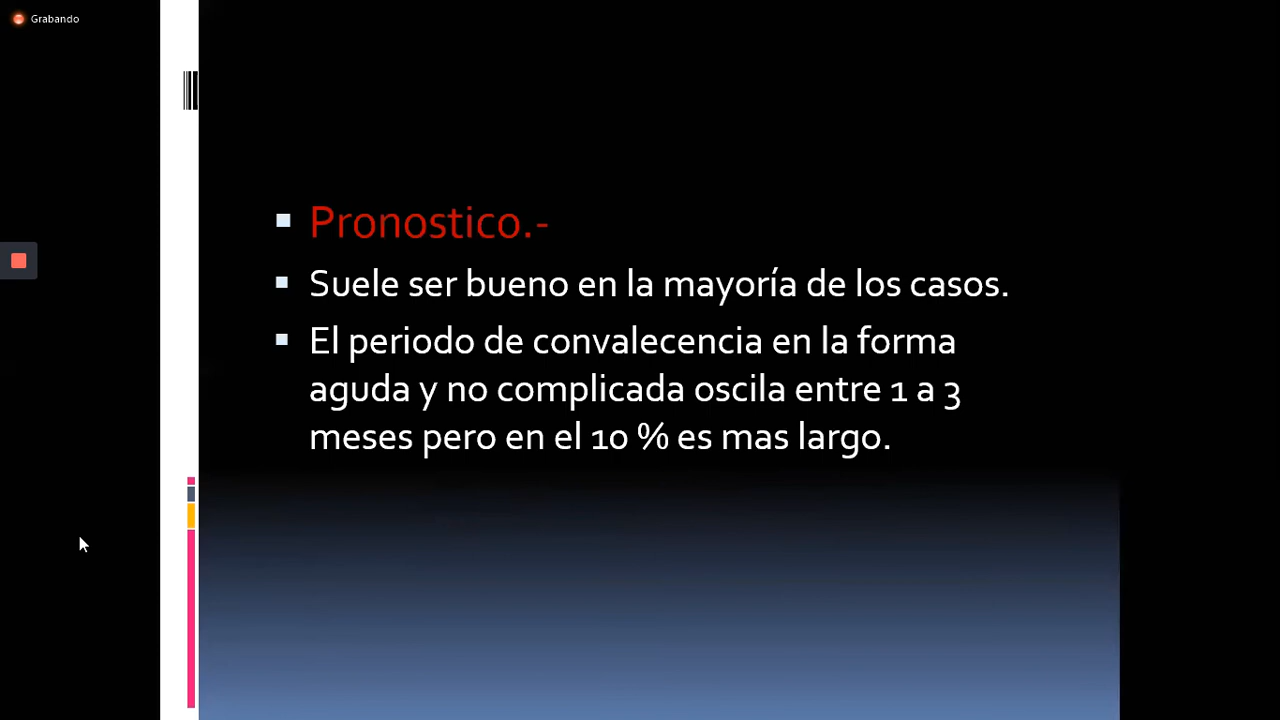 Grabando
Pronostico.-
Suele ser bueno en la mayoría de los casos.
El periodo de convalecencia en la forma
aguda y no complicada oscila entre 1 a 3
meses pero en el 10 % es mas largo.